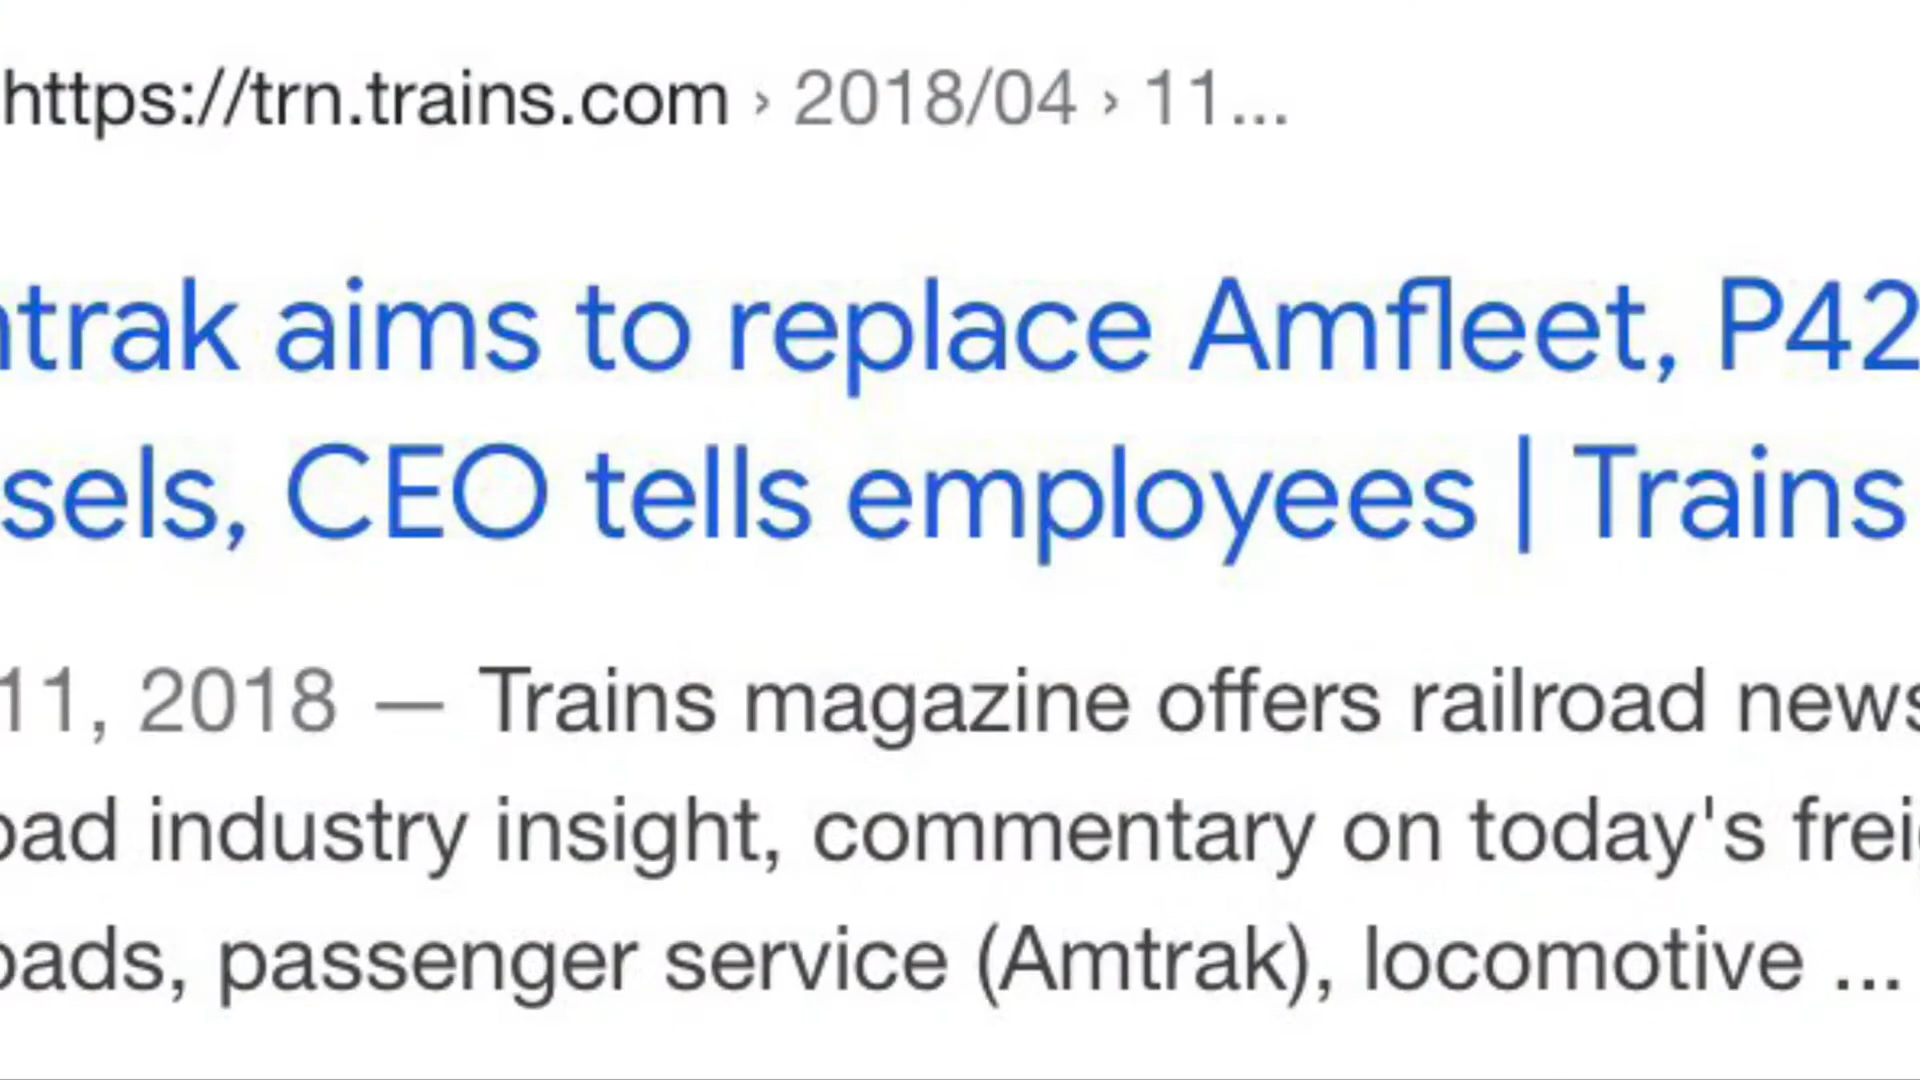 https://trn.trains.com › 2018/04 › 11...
ntrak aims to replace Amfleet, P42
sels, CEO tells employees | Trains
11, 2018 — Trains magazine offers railroad news
oad industry insight, commentary on today's freig
oads, passenger service (Amtrak), locomotive ...